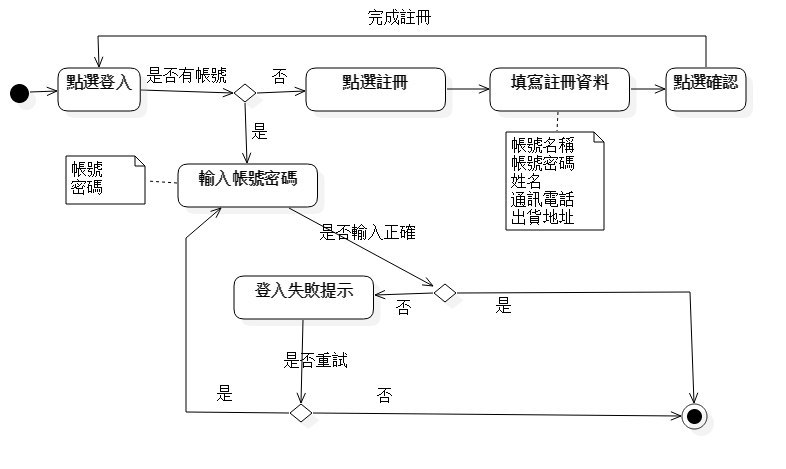 完成註冊
點選登入
是否有帳號
否
點選註冊
填寫註冊資料
點選確認
是
帳號
密碼
輸入帳號密碼
帳號名稱
帳號密碼
姓名
通訊電話
出貨地址
是否輸入正確
登入失敗提示
否
是
是否重試
是
否